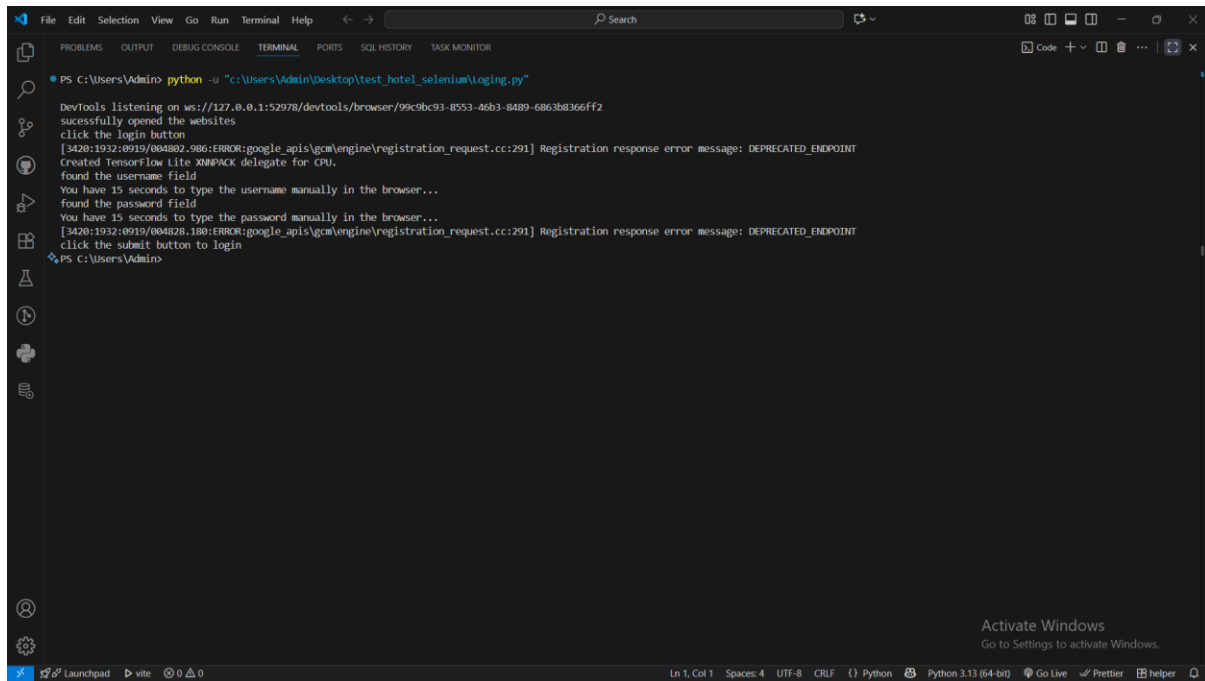 File Edit Selection View Go Run Terminal Help
Search
PROBLEMS OUTPUT DEBUG CONSOLE TERMINAL PORTS SQL HISTORY TASK MONITOR
Code
PS C:\Users\Admin> python -u "c:\Users\Admin\Desktop\test_hotel_selenium\Loging.py"
DevTools listening on ws://127.0.0.1:52978/devtools/browser/99c9bc93-8553-46b3-8489-6863b8366ff2
sucessfully opened the websites
click the login button
[3420:1932:0919/004802.986:ERROR:google_apis\gcm\engine\registration_request.cc:291] Registration response error message: DEPRECATED_ENDPOINT
Created TensorFlow Lite XNNPACK delegate for CPU.
found the username field
You have 15 seconds to type the username manually in the browser...
found the password field
You have 15 seconds to type the password manually in the browser...
[3420:1932:0919/004828.180:ERROR:google_apis\gcm\engine\registration_request.cc:291] Registration response error message: DEPRECATED_ENDPOINT
click the submit button to login
PS C:\Users\Admin>
Activate Windows
Go to Settings to activate Windows.
Launchpad vite 0 0 Ln 1, Col 1 Spaces: 4 UTF-8 CRLF {} Python Python 3.13 (64-bit) Go Live Prettier helper